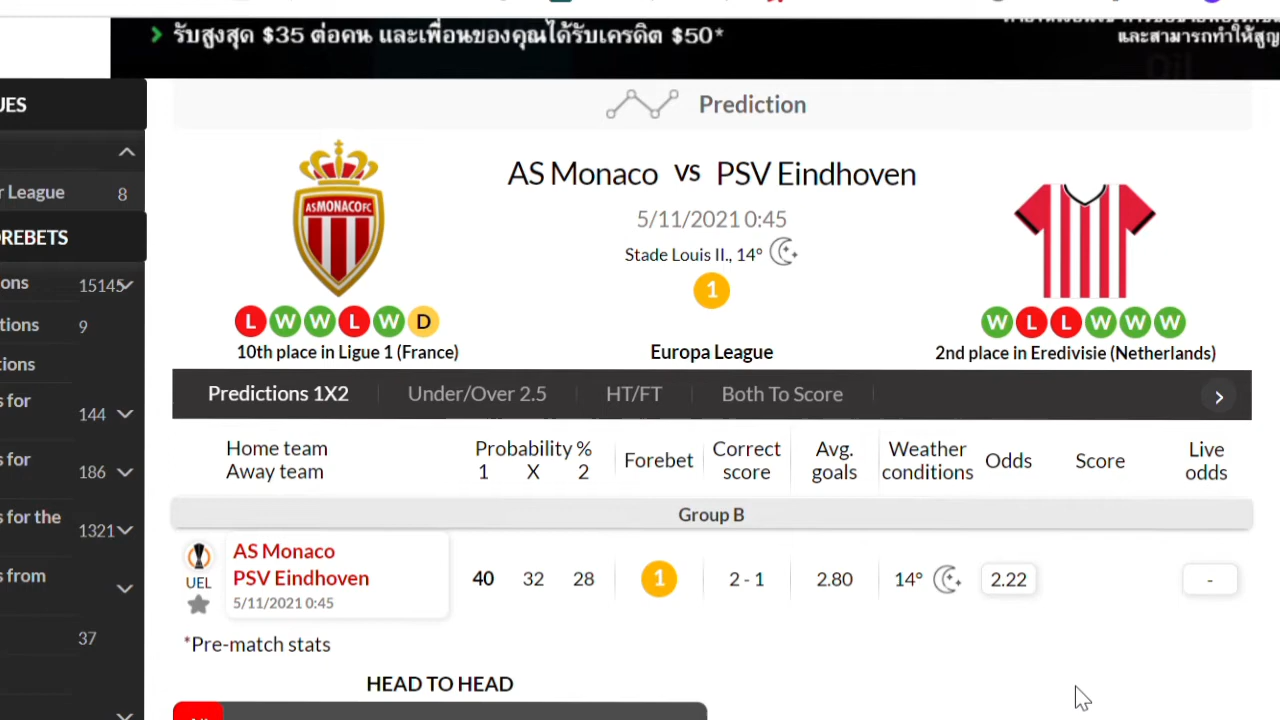 รับสูงสุด $35 ต่อคน และเพื่อนของคุณได้รับเครดิต $50*
และสามารถทำให้สูญ
UES
Prediction
r League 8
OREBETS
ons 15145
tions 9
tions
s for
144
s for
186
s for the
1321
s from
37
ASMONACOFC
AS Monaco vs PSV Eindhoven
5/11/2021 0:45
Stade Louis II., 14°
1
L W W L W D
W L L W W W
10th place in Ligue 1 (France)
Europa League
2nd place in Eredivisie (Netherlands)
Predictions 1X2 Under/Over 2.5 HT/FT Both To Score
Home team
Away team
Probability %
1 X 2
Forebet
Correct
score
Avg.
goals
Weather
conditions
Odds
Score
Live
odds
Group B
UEL
AS Monaco
PSV Eindhoven
5/11/2021 0:45
40 32 28 1 2 - 1 2.80 14° 2.22 -
*Pre-match stats
HEAD TO HEAD